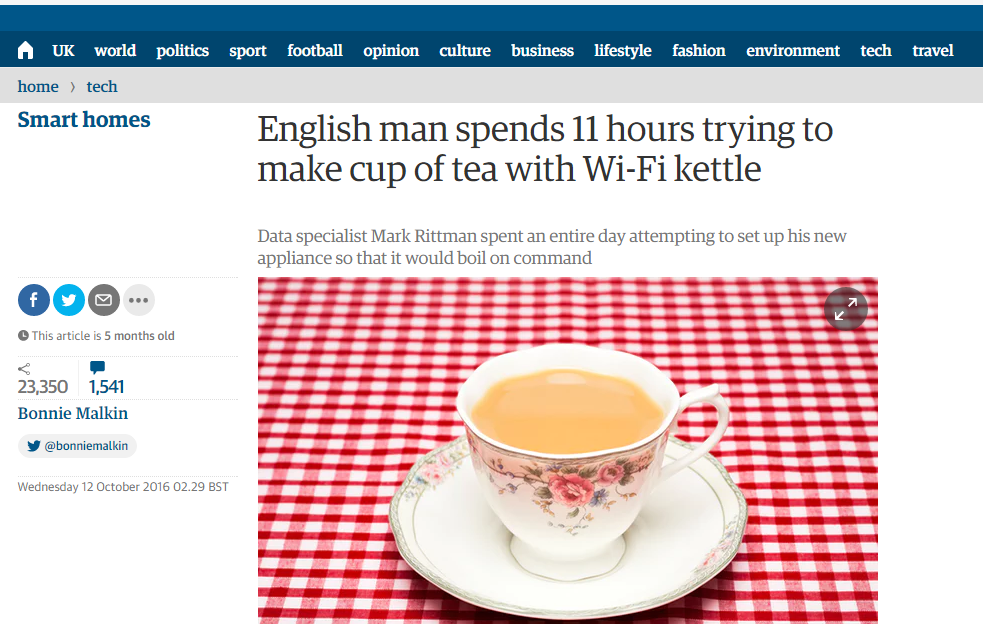 UK world politics sport football opinion culture business lifestyle fashion environment tech travel
home › tech
Smart homes
English man spends 11 hours trying to
make cup of tea with Wi-Fi kettle
Data specialist Mark Rittman spent an entire day attempting to set up his new
appliance so that it would boil on command
This article is 5 months old
23,350 1,541
Bonnie Malkin
@bonniemalkin
Wednesday 12 October 2016 02.29 BST